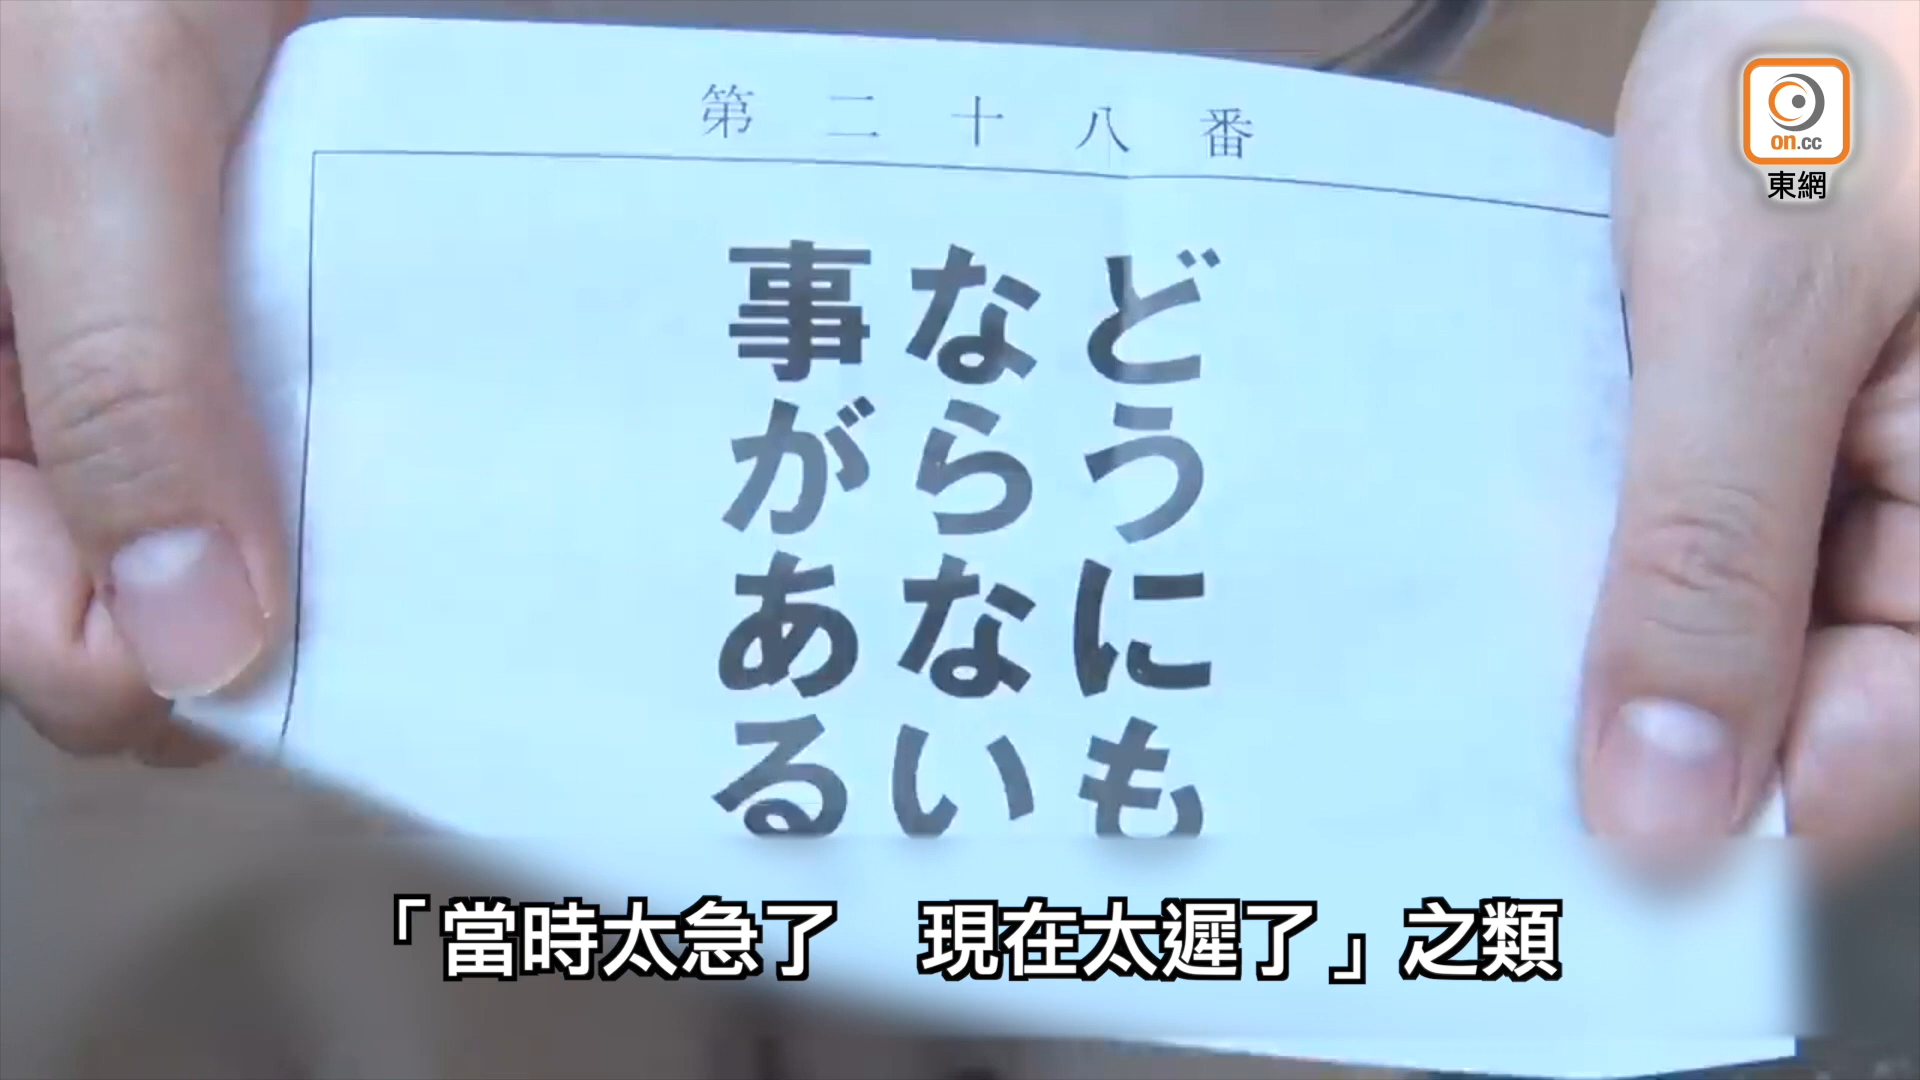 第二十八番
どうにも
ならない
事がある
on.cc
東網
「當時太急了　現在太遲了」之類